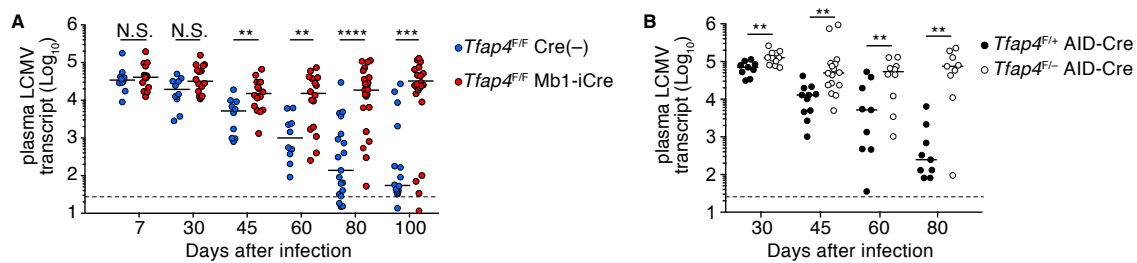 A
plasma LCMV
transcript (Log10)
6
5
4
3
2
1
N.S.
N.S.
**
**
****
***
7
30
45
60
80
100
Days after infection
Tfap4F/F Cre(–)
Tfap4F/F Mb1-iCre
B
plasma LCMV
transcript (Log10)
6
5
4
3
2
1
**
**
**
**
30
45
60
80
Days after infection
Tfap4F/+ AID-Cre
Tfap4F/– AID-Cre